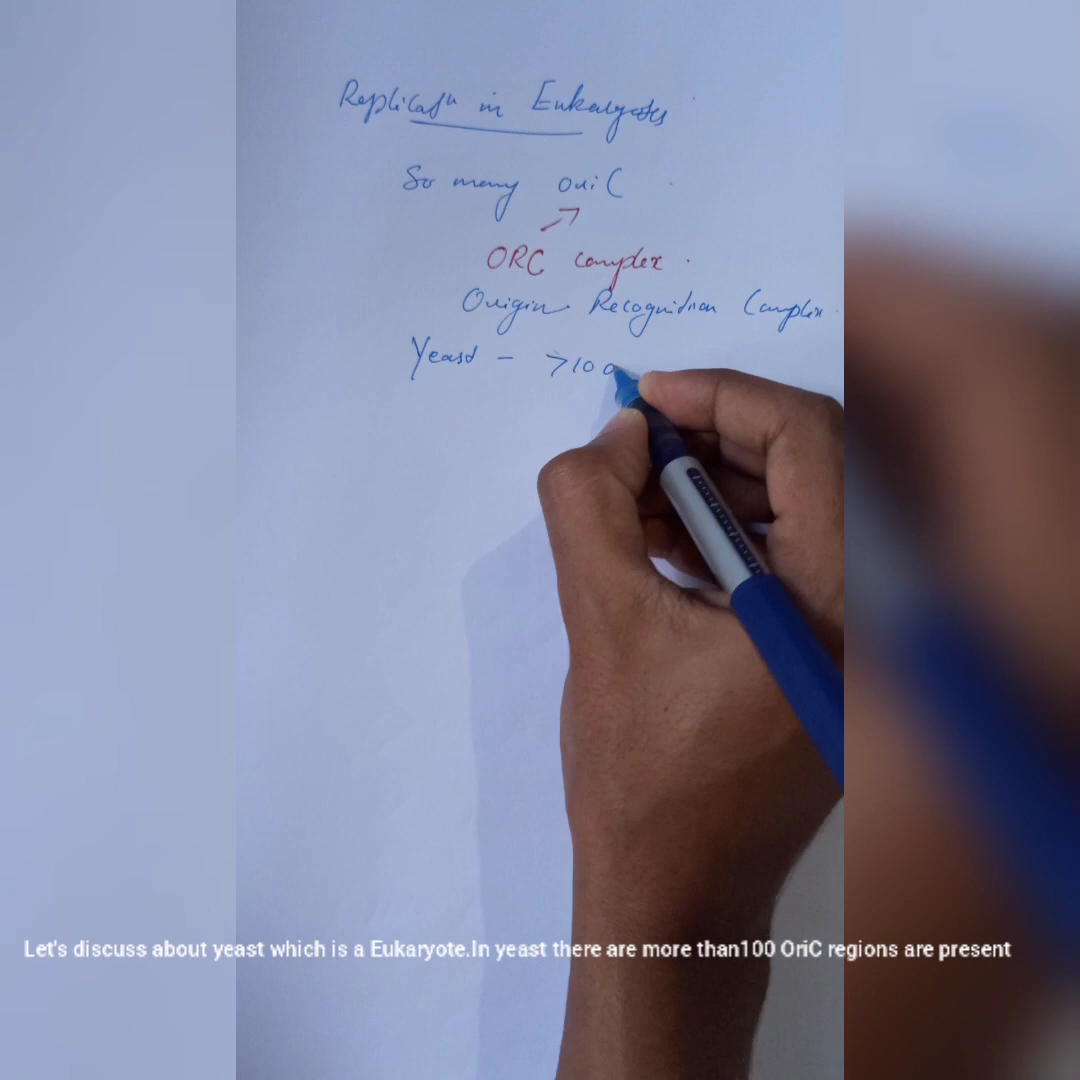 Replicatn in Eukaryotes
So many oriC
ORC complex.
Origin Recognition Complex
Yeast - >100
Let's discuss about yeast which is a Eukaryote.In yeast there are more than100 OriC regions are present